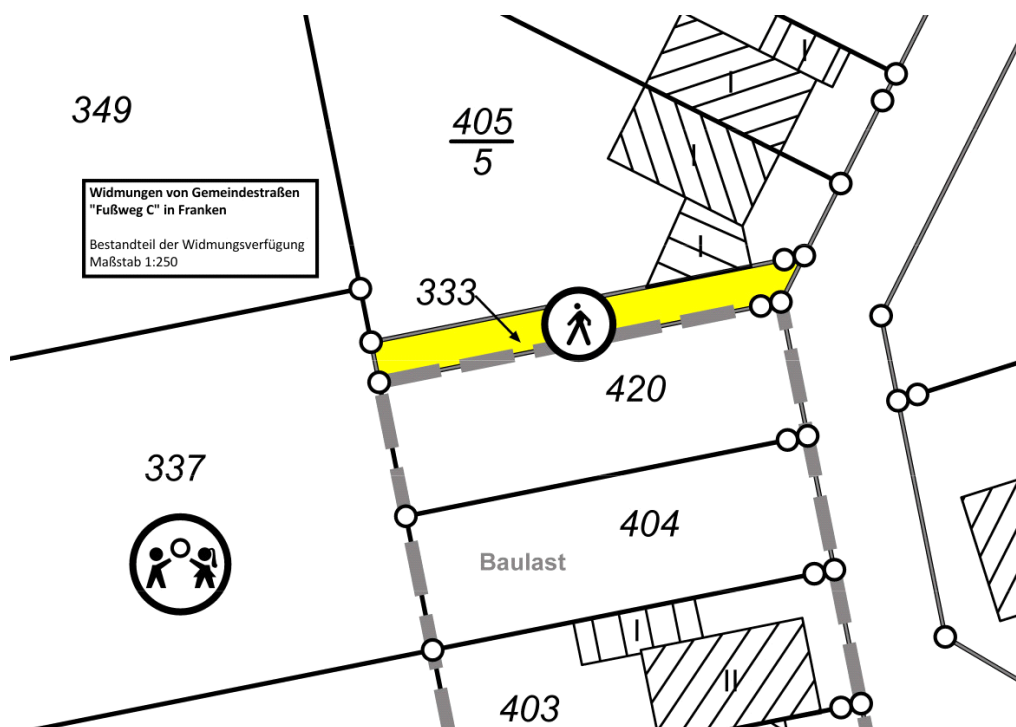 349
405
5
I
I
I
I
Widmungen von Gemeindestraßen
"Fußweg C" in Franken
Bestandteil der Widmungsverfügung
Maßstab 1:250
333
420
337
404
Baulast
I
II
403